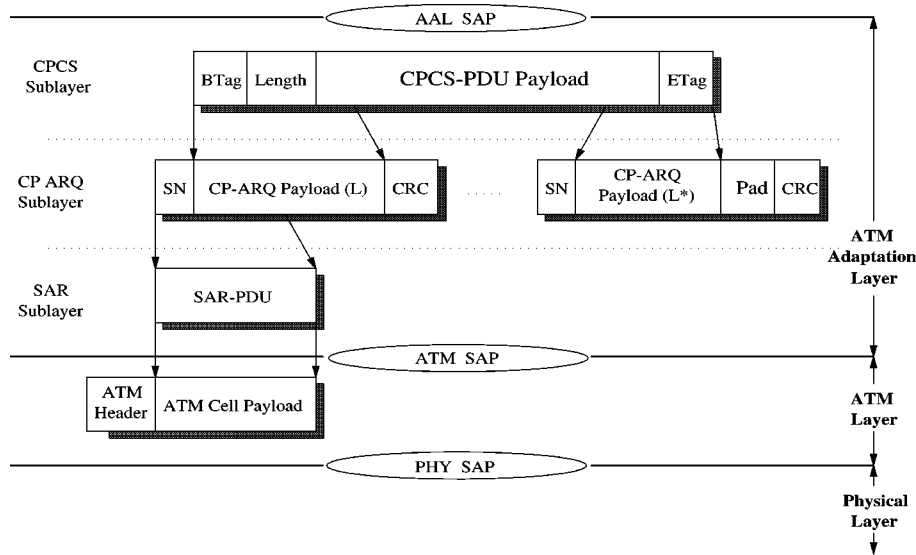 AAL SAP
CPCS
Sublayer
BTag
Length
CPCS-PDU Payload
ETag
CP ARQ
Sublayer
SN
CP-ARQ Payload (L)
CRC
SN
CP-ARQ
Payload (L*)
Pad
CRC
ATM
Adaptation
Layer
SAR
Sublayer
SAR-PDU
ATM SAP
ATM
Header
ATM Cell Payload
ATM
Layer
PHY SAP
Physical
Layer